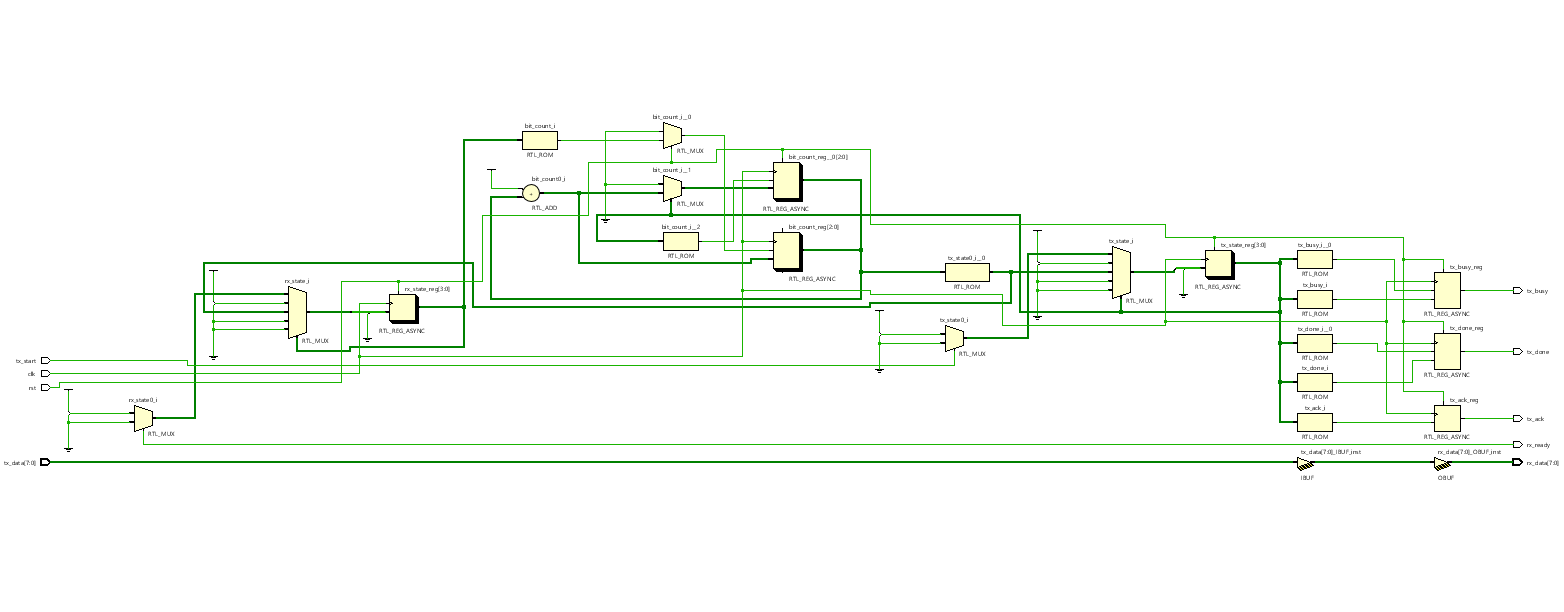 bit_count_i
RTL_ROM
bit_count_i__0
RTL_MUX
bit_count0_i
+
RTL_ADD
bit_count_i__1
RTL_MUX
bit_count_reg__0[2:0]
RTL_REG_ASYNC
bit_count_i__2
RTL_ROM
bit_count_reg[2:0]
RTL_REG_ASYNC
rx_state_i
RTL_MUX
rx_state_reg[3:0]
RTL_REG_ASYNC
tx_state0_i__0
RTL_ROM
tx_state0_i
RTL_MUX
tx_state_i
RTL_MUX
tx_state_reg[3:0]
RTL_REG_ASYNC
tx_busy_i__0
RTL_ROM
tx_busy_i
RTL_ROM
tx_done_i__0
RTL_ROM
tx_done_i
RTL_ROM
tx_ack_i
RTL_ROM
tx_busy_reg
RTL_REG_ASYNC
tx_busy
tx_done_reg
RTL_REG_ASYNC
tx_done
tx_ack_reg
RTL_REG_ASYNC
tx_ack
tx_start
clk
rst
rx_state0_i
RTL_MUX
rx_ready
tx_data[7:0]
tx_data[7:0]_IBUF_inst
IBUF
rx_data[7:0]_OBUF_inst
OBUF
rx_data[7:0]